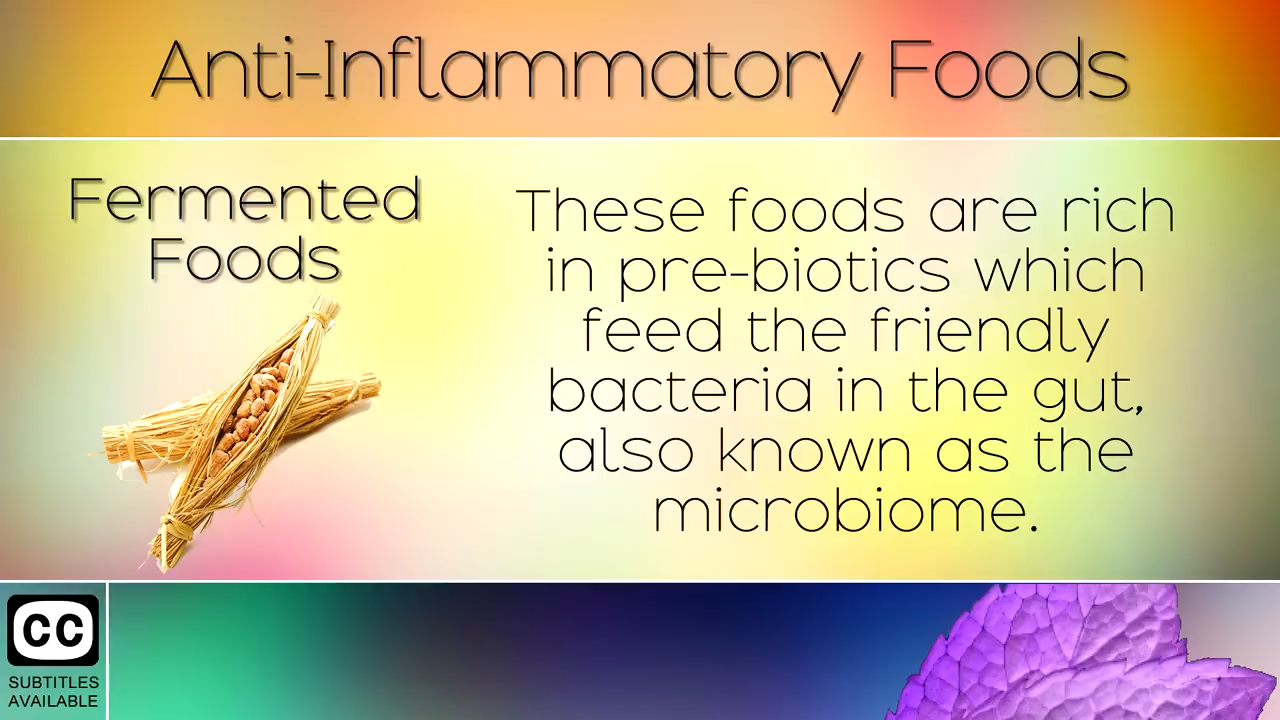 Anti-Inflammatory Foods
Fermented
Foods
These foods are rich
in pre-biotics which
feed the friendly
bacteria in the gut,
also known as the
microbiome.
CC
SUBTITLES
AVAILABLE